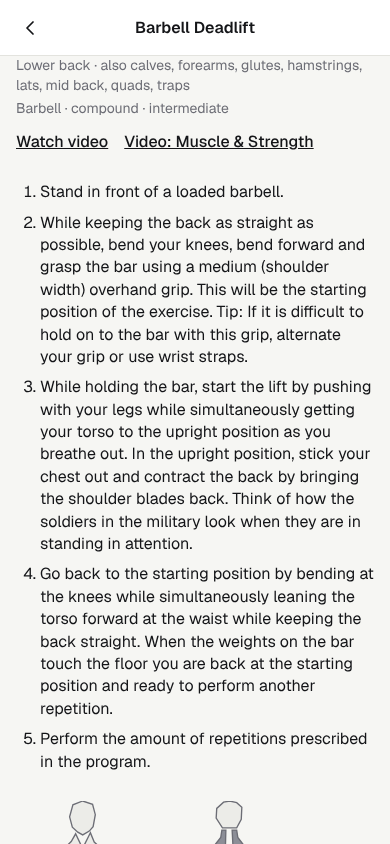 Barbell Deadlift
Lower back · also calves, forearms, glutes, hamstrings,
lats, mid back, quads, traps
Barbell · compound · intermediate
Watch video Video: Muscle & Strength
1. Stand in front of a loaded barbell.
2. While keeping the back as straight as
possible, bend your knees, bend forward and
grasp the bar using a medium (shoulder
width) overhand grip. This will be the starting
position of the exercise. Tip: If it is difficult to
hold on to the bar with this grip, alternate
your grip or use wrist straps.
3. While holding the bar, start the lift by pushing
with your legs while simultaneously getting
your torso to the upright position as you
breathe out. In the upright position, stick your
chest out and contract the back by bringing
the shoulder blades back. Think of how the
soldiers in the military look when they are in
standing in attention.
4. Go back to the starting position by bending at
the knees while simultaneously leaning the
torso forward at the waist while keeping the
back straight. When the weights on the bar
touch the floor you are back at the starting
position and ready to perform another
repetition.
5. Perform the amount of repetitions prescribed
in the program.